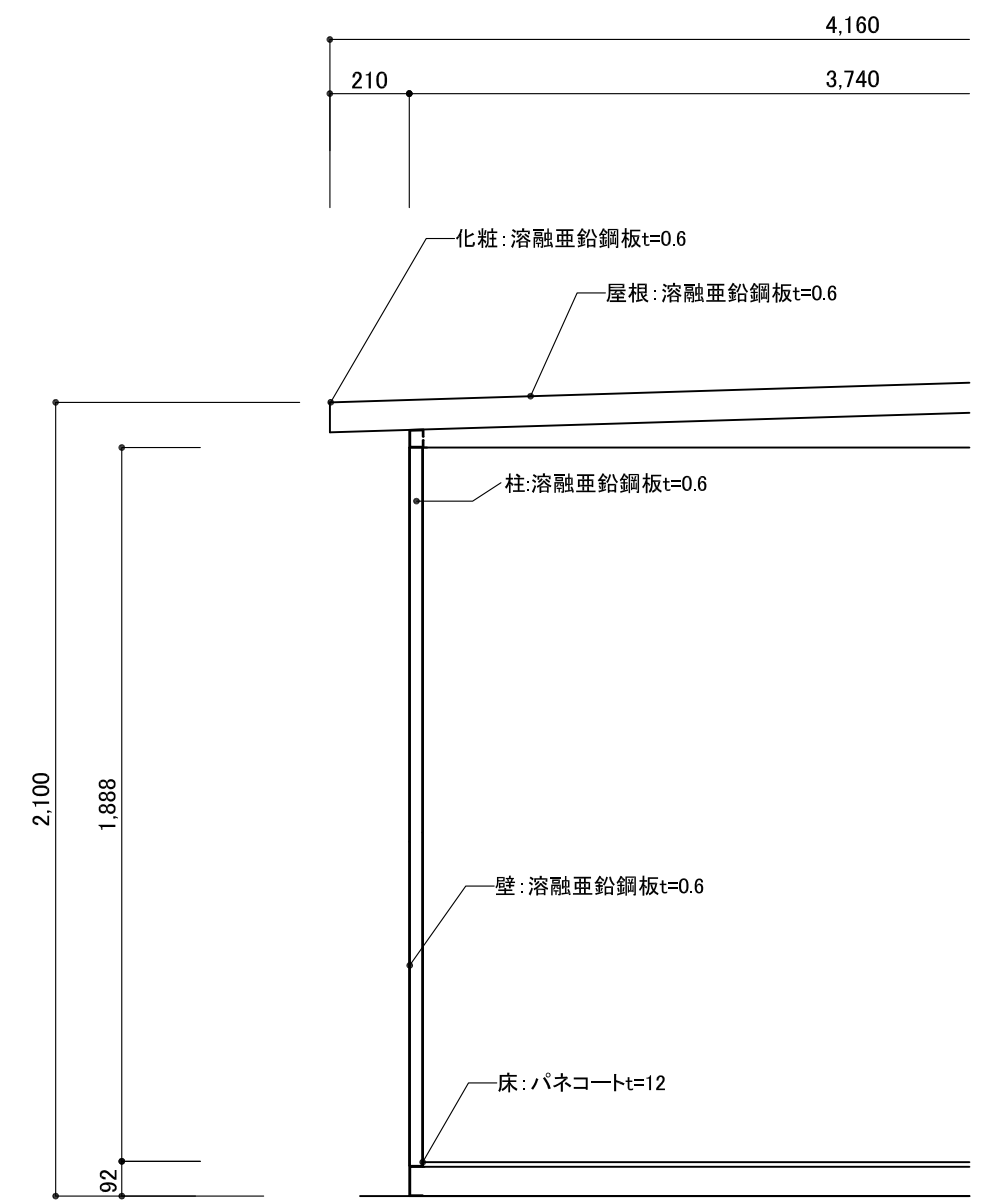 4,160
210
3,740
化粧：溶融亜鉛鋼板t=0.6
屋根：溶融亜鉛鋼板t=0.6
柱:溶融亜鉛鋼板t=0.6
2,100
1,888
壁：溶融亜鉛鋼板t=0.6
床：パネコートt=12
92